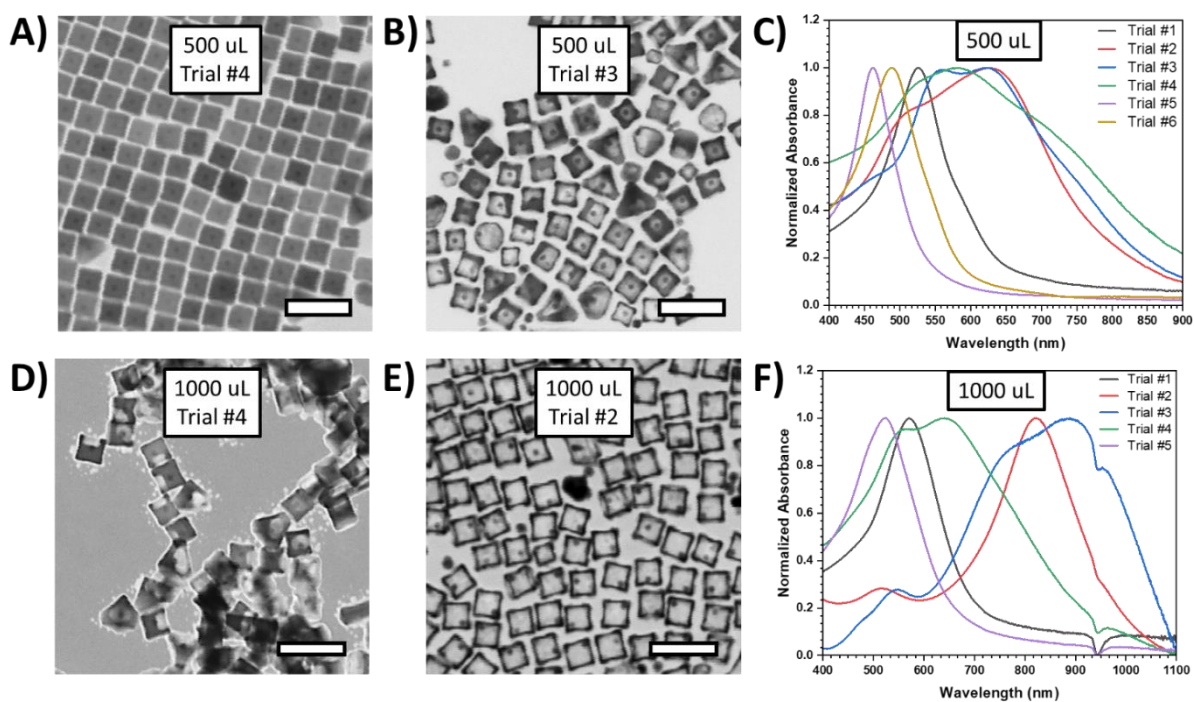 A)
500 uL
Trial #4
B)
500 uL
Trial #3
C)
500 uL
Trial #1
Trial #2
Trial #3
Trial #4
Trial #5
Trial #6
Normalized Absorbance
1.2
1.0
0.8
0.6
0.4
0.2
0.0
400 450 500 550 600 650 700 750 800 850 900
Wavelength (nm)
D)
1000 uL
Trial #4
E)
1000 uL
Trial #2
F)
1000 uL
Trial #1
Trial #2
Trial #3
Trial #4
Trial #5
Normalized Absorbance
1.2
1.0
0.8
0.6
0.4
0.2
0.0
400 500 600 700 800 900 1000 1100
Wavelength (nm)